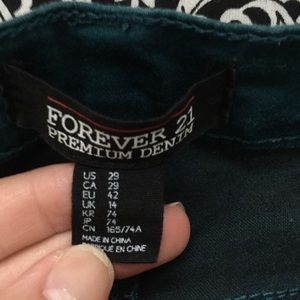 FOREVER 21
PREMIUM DENIM
US 29
CA 29
EU 42
UK 14
KR 74
JP 74
CN 165/74A
MADE IN CHINA
FABRIQUÉ EN CHINE